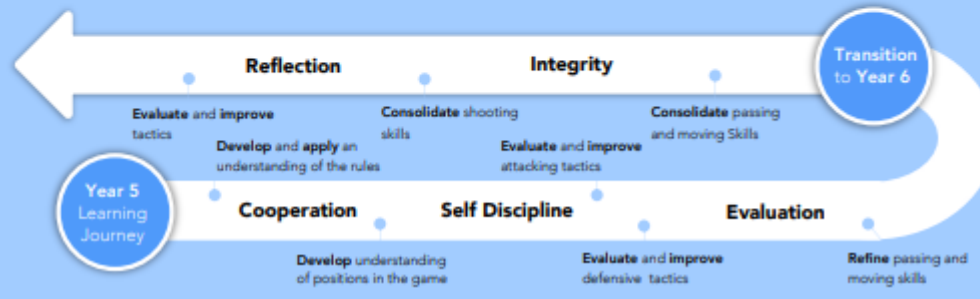 Reflection
Integrity
Transition
to Year 6
Evaluate and improve
tactics
Consolidate shooting
skills
Consolidate passing
and moving Skills
Develop and apply an
understanding of the rules
Evaluate and improve
attacking tactics
Year 5
Learning
Journey
Cooperation
Self Discipline
Evaluation
Develop understanding
of positions in the game
Evaluate and improve
defensive tactics
Refine passing and
moving skills